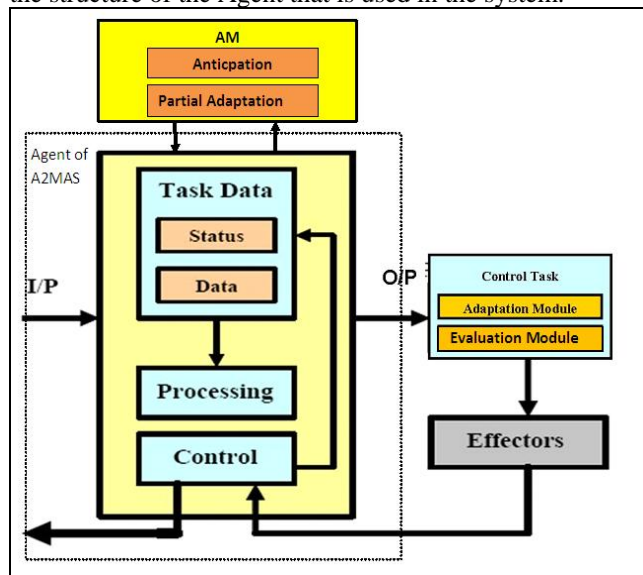 the structure of the Agent that is used in the system.
AM
Anticpation
Partial Adaptation
Agent of
A2MAS
Task Data
Status
Data
I/P
O/P
Control Task
Adaptation Module
Evaluation Module
Processing
Control
Effectors